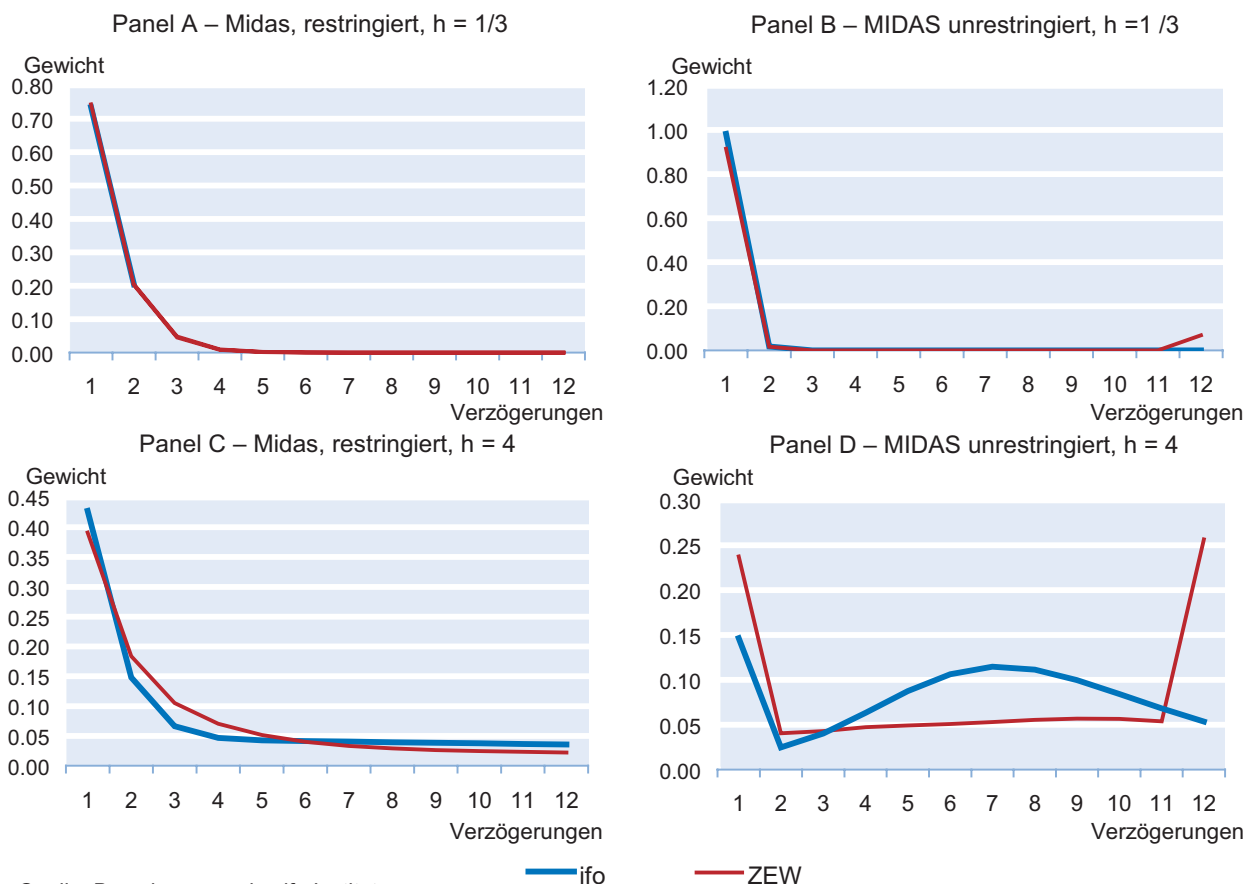 Panel A – Midas, restringiert, h = 1/3
Gewicht
0.80
0.70
0.60
0.50
0.40
0.30
0.20
0.10
0.00
1 2 3 4 5 6 7 8 9 10 11 12
Verzögerungen
Panel B – MIDAS unrestringiert, h =1 /3
Gewicht
1.20
1.00
0.80
0.60
0.40
0.20
0.00
1 2 3 4 5 6 7 8 9 10 11 12
Verzögerungen
Panel C – Midas, restringiert, h = 4
Gewicht
0.45
0.40
0.35
0.30
0.25
0.20
0.15
0.10
0.05
0.00
1 2 3 4 5 6 7 8 9 10 11 12
Verzögerungen
Panel D – MIDAS unrestringiert, h = 4
Gewicht
0.30
0.25
0.20
0.15
0.10
0.05
0.00
1 2 3 4 5 6 7 8 9 10 11 12
Verzögerungen
ifo
ZEW